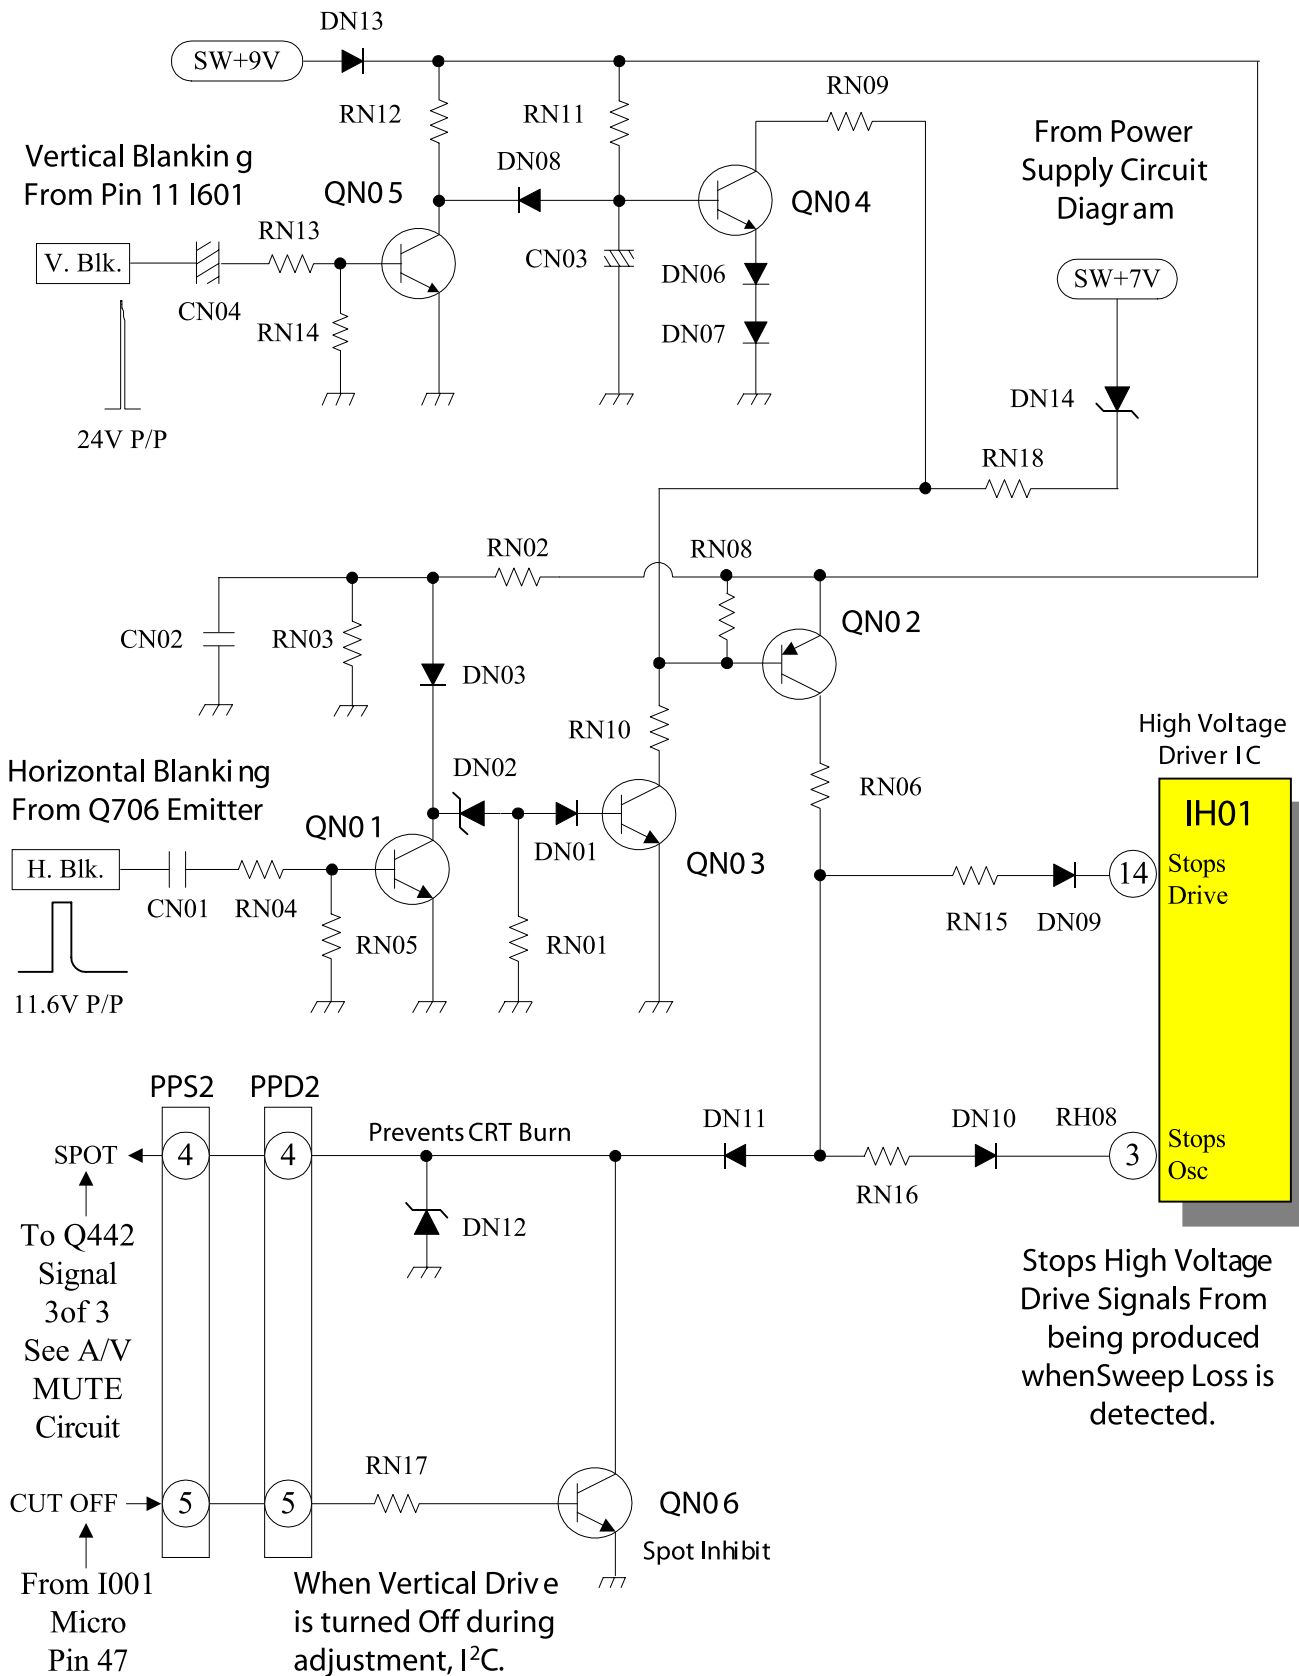 DN13
SW+9V
RN12
RN11
RN09
From Power
Supply Circuit
Diagram
Vertical Blanking
From Pin 11 I601
DN08
QN05
QN04
V. Blk.
RN13
CN03
DN06
SW+7V
CN04
RN14
DN07
DN14
24V P/P
RN18
RN02
RN08
CN02
RN03
QN02
DN03
RN10
High Voltage
Driver IC
Horizontal Blanking
From Q706 Emitter
DN02
RN06
IH01
QN01
DN01
QN03
H. Blk.
14
Stops
Drive
CN01
RN04
RN15
DN09
RN05
RN01
11.6V P/P
PPS2
PPD2
Prevents CRT Burn
DN11
DN10
RH08
SPOT
4
4
3
Stops
Osc
RN16
DN12
To Q442
Signal
3of 3
See A/V
MUTE
Circuit
Stops High Voltage
Drive Signals From
being produced
whenSweep Loss is
detected.
RN17
CUT OFF
5
5
QN06
Spot Inhibit
From I001
Micro
Pin 47
When Vertical Drive
is turned Off during
adjustment, I²C.